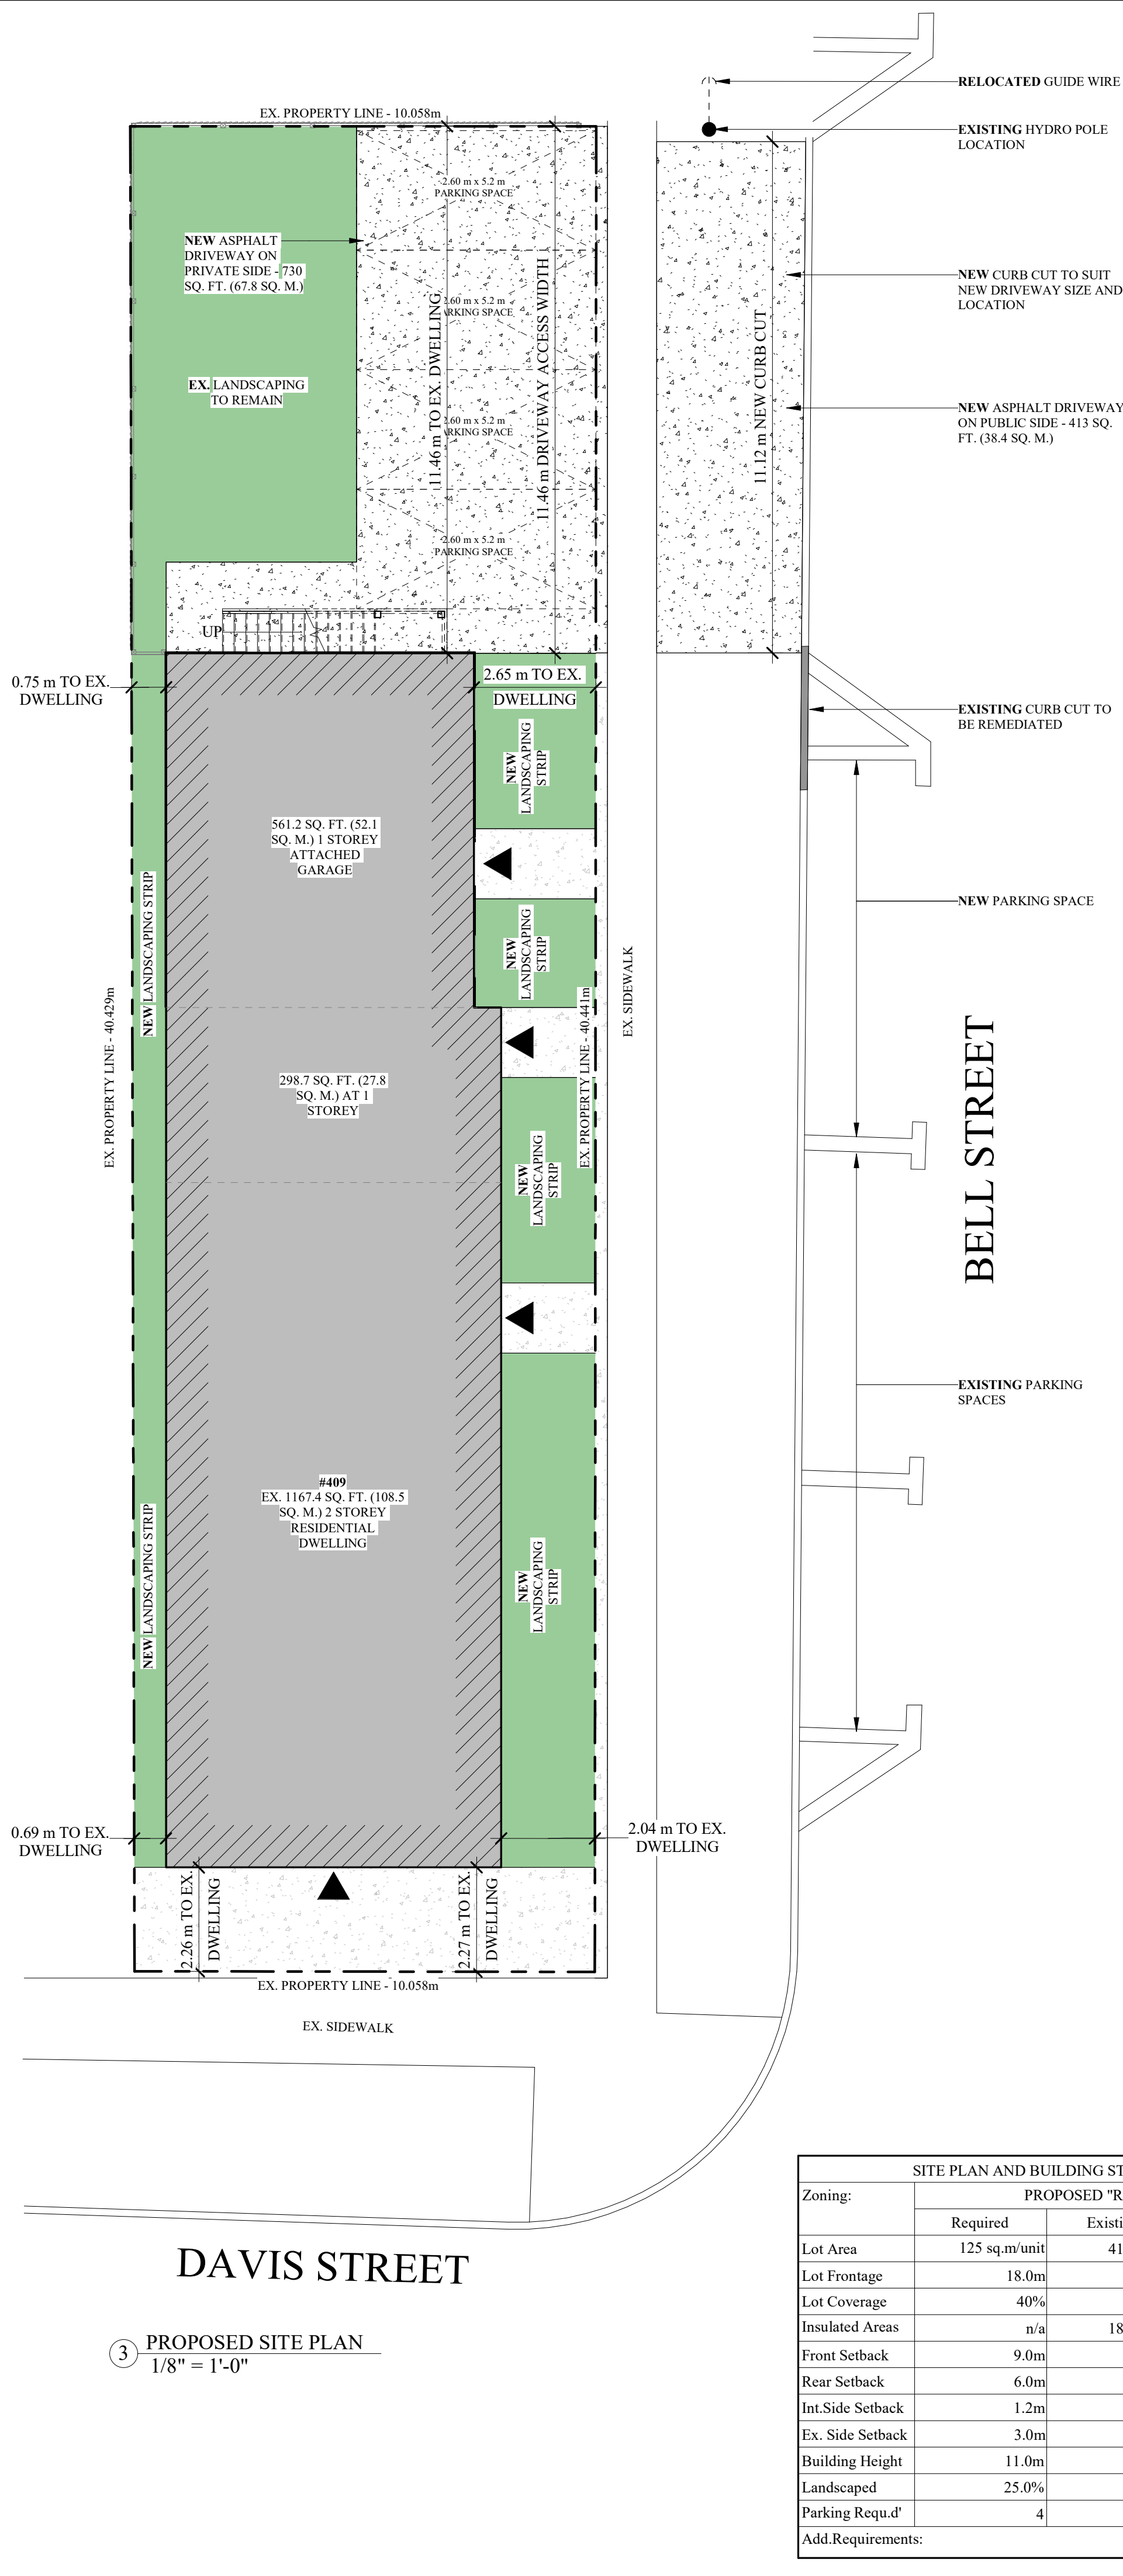 RELOCATED GUIDE WIRE
EX. PROPERTY LINE - 10.058m
EXISTING HYDRO POLE
LOCATION
2.60 m x 5.2 m
PARKING SPACE
NEW ASPHALT
DRIVEWAY ON
PRIVATE SIDE - 730
SQ. FT. (67.8 SQ. M.)
NEW CURB CUT TO SUIT
NEW DRIVEWAY SIZE AND
LOCATION
2.60 m x 5.2 m
PARKING SPACE
11.46 m TO EX. DWELLING
11.46 m DRIVEWAY ACCESS WIDTH
11.12 m NEW CURB CUT
EX. LANDSCAPING
TO REMAIN
NEW ASPHALT DRIVEWAY
ON PUBLIC SIDE - 413 SQ.
FT. (38.4 SQ. M.)
2.60 m x 5.2 m
PARKING SPACE
2.60 m x 5.2 m
PARKING SPACE
UP
0.75 m TO EX.
DWELLING
2.65 m TO EX.
DWELLING
EXISTING CURB CUT TO
BE REMEDIATED
NEW
LANDSCAPING
STRIP
561.2 SQ. FT. (52.1
SQ. M.) 1 STOREY
ATTACHED
GARAGE
NEW PARKING SPACE
NEW LANDSCAPING STRIP
NEW
LANDSCAPING
STRIP
EX. SIDEWALK
EX. PROPERTY LINE - 40.429m
EX. PROPERTY LINE - 40.441m
298.7 SQ. FT. (27.8
SQ. M.) AT 1
STOREY
BELL STREET
NEW
LANDSCAPING
STRIP
EXISTING PARKING
SPACES
#409
EX. 1167.4 SQ. FT. (108.5
SQ. M.) 2 STOREY
RESIDENTIAL
DWELLING
NEW LANDSCAPING STRIP
NEW
LANDSCAPING
STRIP
0.69 m TO EX.
DWELLING
2.04 m TO EX.
DWELLING
2.26 m TO EX.
DWELLING
2.27 m TO EX.
DWELLING
EX. PROPERTY LINE - 10.058m
EX. SIDEWALK
DAVIS STREET
3 PROPOSED SITE PLAN
1/8" = 1'-0"
SITE PLAN AND BUILDING ST
Zoning: PROPOSED "R
Required Existi
Lot Area 125 sq.m/unit 41
Lot Frontage 18.0m
Lot Coverage 40%
Insulated Areas n/a 18
Front Setback 9.0m
Rear Setback 6.0m
Int.Side Setback 1.2m
Ex. Side Setback 3.0m
Building Height 11.0m
Landscaped 25.0%
Parking Requ.d' 4
Add.Requirements: